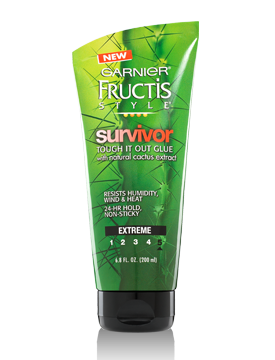 NEW
GARNIER
FRUCTIS
STYLE
survivor
TOUGH IT OUT GLUE
with natural cactus extract
RESISTS HUMIDITY,
WIND & HEAT
24-HR HOLD,
NON-STICKY
EXTREME
1 2 3 4
6.8 FL. OZ. (200 ml)